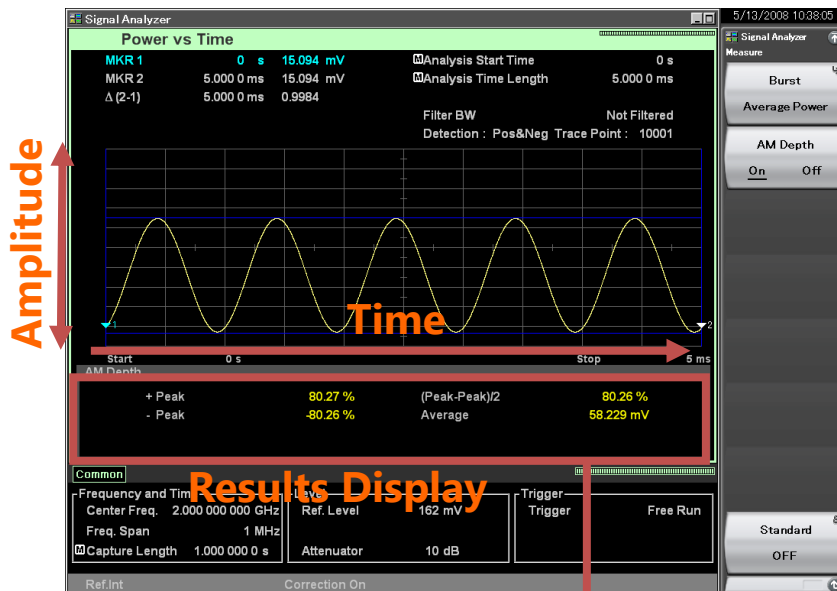 Signal Analyzer
5/13/2008 10:38:05
Power vs Time
MKR 1 0 s 15.094 mV
MKR 2 5.000 0 ms 15.094 mV
Δ (2-1) 5.000 0 ms 0.9984
M Analysis Start Time 0 s
M Analysis Time Length 5.000 0 ms
Filter BW Not Filtered
Detection : Pos&Neg Trace Point : 10001
Amplitude
1
2
Time
Start 0 s Stop 5 ms
AM Depth
+ Peak 80.27 % (Peak-Peak)/2 80.26 %
- Peak -80.26 % Average 58.229 mV
Results Display
Common
Frequency and Time
Center Freq. 2.000 000 000 GHz
Freq. Span 1 MHz
M Capture Length 1.000 000 0 s
Level
Ref. Level 162 mV
Attenuator 10 dB
Trigger
Trigger Free Run
Ref.Int Correction On
Signal Analyzer
Measure
Burst
Average Power
AM Depth
On Off
Standard
OFF